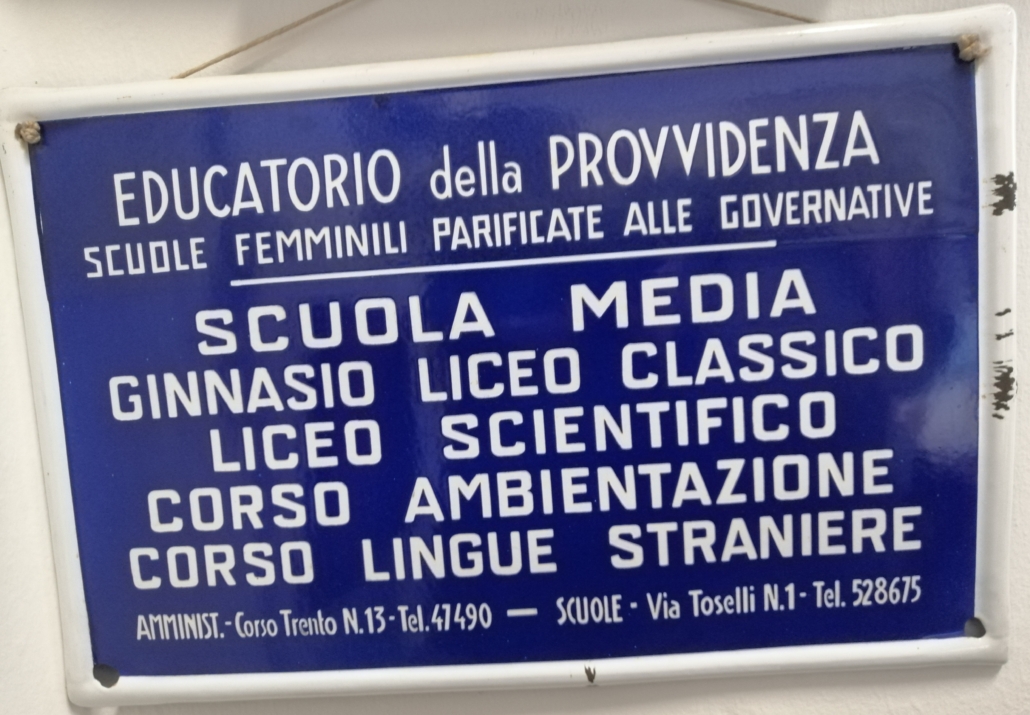 EDUCATORIO della PROVVIDENZA
SCUOLE FEMMINILI PARIFICATE ALLE GOVERNATIVE
SCUOLA MEDIA
GINNASIO LICEO CLASSICO
LICEO SCIENTIFICO
CORSO AMBIENTAZIONE
CORSO LINGUE STRANIERE
AMMINIST.-Corso Trento N.13-Tel.47490 — SCUOLE - Via Toselli N.1-Tel. 528675